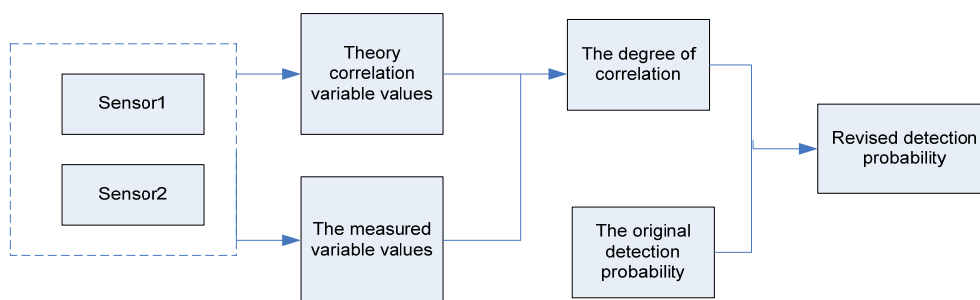 Sensor1
Sensor2
Theory
correlation
variable values
The measured
variable values
The degree of
correlation
The original
detection
probability
Revised detection
probability